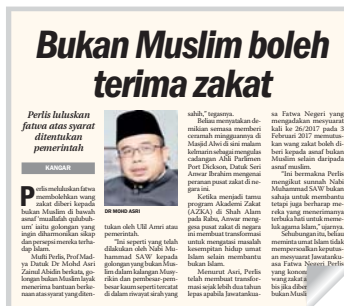 Bukan Muslim boleh
terima zakat
Perlis luluskan
fatwa atas syarat
ditentukan
pemerintah
KANGAR
Perlis meluluskan fatwa
membolehkan wang
zakat diberi kepada
bukan Muslim di bawah
asnaf 'muallafah qulubuh-
um' iaitu golongan yang
ingin diharmonikan sikap
dan persepsi mereka terha-
dap Islam.
Mufti Perlis, Prof Mad-
ya Datuk Dr Mohd Asri
Zainul Abidin berkata, go-
longan bukan Muslim layak
menerima bantuan berke-
naan atas syarat yang diten-
DR MOHD ASRI
tukan oleh Ulil Amri atau
pemerintah.
"Ini seperti yang telah
dilakukan oleh Nabi Mu-
hammad SAW kepada
golongan yang bukan Mus-
lim dalam kalangan Musy-
rikin dan pembesar-pem-
besar kaum seperti tercatat
di dalam riwayat sirah yang
sahih," tegasnya.
Beliau menyatakan de-
mikian semasa memberi
ceramah mingguannya di
Masjid Alwi di sini malam
kelmarin sebagai mengulas
cadangan Ahli Parlimen
Port Dickson, Datuk Seri
Anwar Ibrahim mengenai
peranan pusat zakat di ne-
gara ini.
Ketika menjadi tamu
program Akademi Zakat
(AZKA) di Shah Alam
pada Rabu, Anwar meng-
gesa pusat zakat di negara
ini membuat transformasi
untuk mengatasi masalah
kesempitan hidup umat
Islam selain membantu
bukan Islam.
Menurut Asri, Perlis
telah membuat transfor-
masi sejak lebih dua tahun
lepas apabila Jawatankua-
sa Fatwa Negeri yang
mengadakan mesyuarat
kali ke 26/2017 pada 3
Februari 2017 memutus-
kan wang zakat boleh di-
beri kepada asnaf bukan
Muslim selain daripada
asnaf muslim.
"Ini bermakna Perlis
mengikut sunnah Nabi
Muhammad SAW bukan
sahaja untuk membantu
tetapi juga berharap me-
reka yang menerimanya
terbuka hati untuk meme-
luk agama Islam," ujarnya.
Sehubungan itu, beliau
meminta umat Islam tidak
mempersoalkan keputus-
an mesyuarat Jawatanku-
asa Fatwa Negeri Perlis
yang konon
wang zakat
bukan Musl